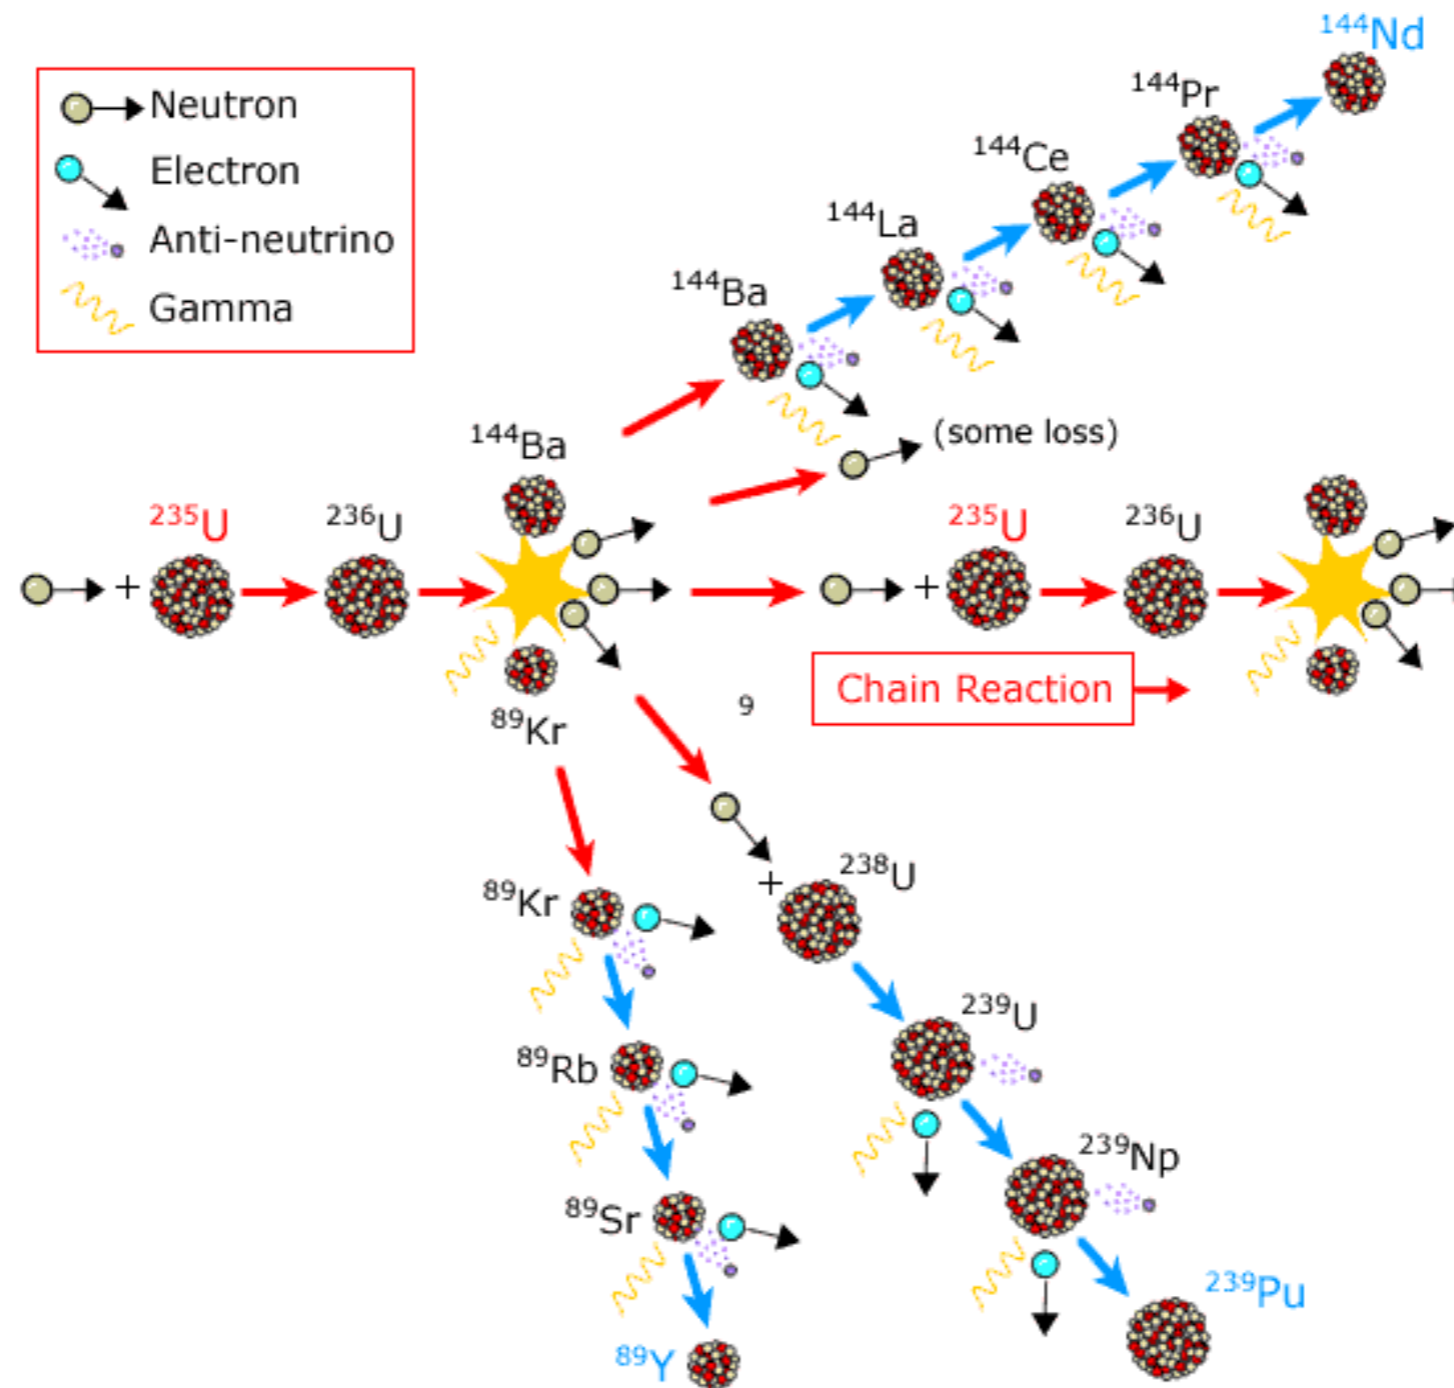 Neutron
Electron
Anti-neutrino
Gamma
¹⁴⁴Nd
¹⁴⁴Pr
¹⁴⁴Ce
¹⁴⁴La
¹⁴⁴Ba
(some loss)
¹⁴⁴Ba
+
²³⁵U
²³⁶U
+
²³⁵U
²³⁶U
Chain Reaction
9
⁸⁹Kr
⁸⁹Kr
+
²³⁸U
²³⁹U
⁸⁹Rb
²³⁹Np
⁸⁹Sr
²³⁹Pu
⁸⁹Y